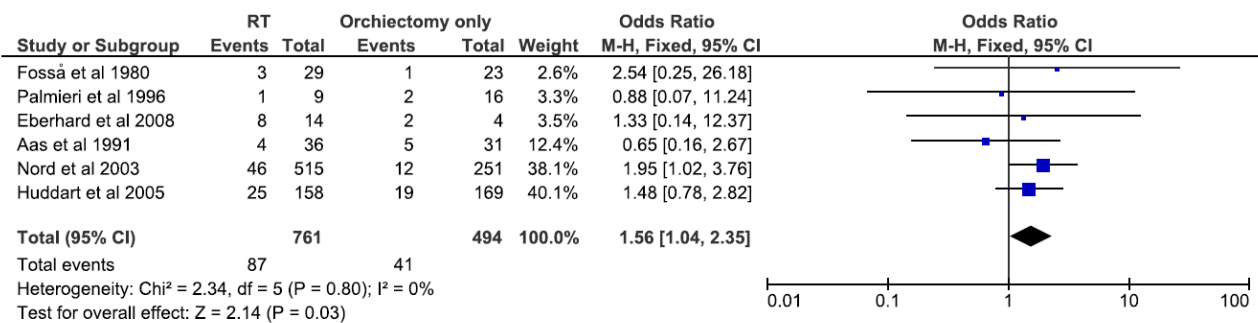 RT Orchiectomy only Odds Ratio Odds Ratio
Study or Subgroup Events Total Events Total Weight M-H, Fixed, 95% CI M-H, Fixed, 95% CI
Fosså et al 1980 3 29 1 23 2.6% 2.54 [0.25, 26.18]
Palmieri et al 1996 1 9 2 16 3.3% 0.88 [0.07, 11.24]
Eberhard et al 2008 8 14 2 4 3.5% 1.33 [0.14, 12.37]
Aas et al 1991 4 36 5 31 12.4% 0.65 [0.16, 2.67]
Nord et al 2003 46 515 12 251 38.1% 1.95 [1.02, 3.76]
Huddart et al 2005 25 158 19 169 40.1% 1.48 [0.78, 2.82]
Total (95% CI) 761 494 100.0% 1.56 [1.04, 2.35]
Total events 87 41
Heterogeneity: Chi² = 2.34, df = 5 (P = 0.80); I² = 0%
Test for overall effect: Z = 2.14 (P = 0.03)
0.01 0.1 1 10 100